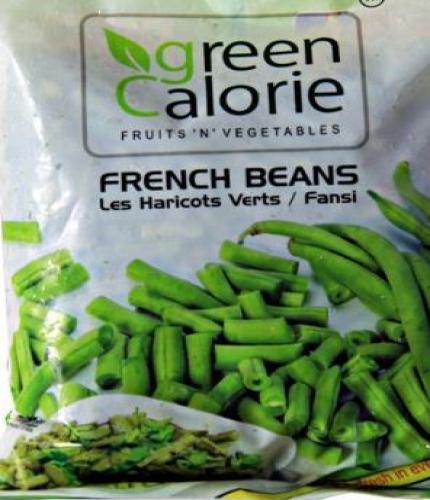 green
Calorie
FRUITS 'N' VEGETABLES
FRENCH BEANS
Les Haricots Verts / Fansi